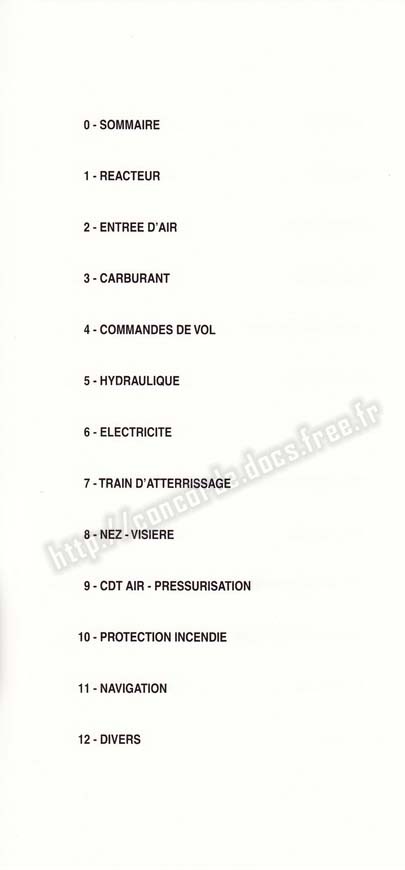 0 - SOMMAIRE
1 - REACTEUR
2 - ENTREE D'AIR
3 - CARBURANT
4 - COMMANDES DE VOL
5 - HYDRAULIQUE
6 - ELECTRICITE
7 - TRAIN D'ATTERRISSAGE
8 - NEZ - VISIERE
http://concorde.docs.free.fr
9 - CDT AIR - PRESSURISATION
10 - PROTECTION INCENDIE
11 - NAVIGATION
12 - DIVERS